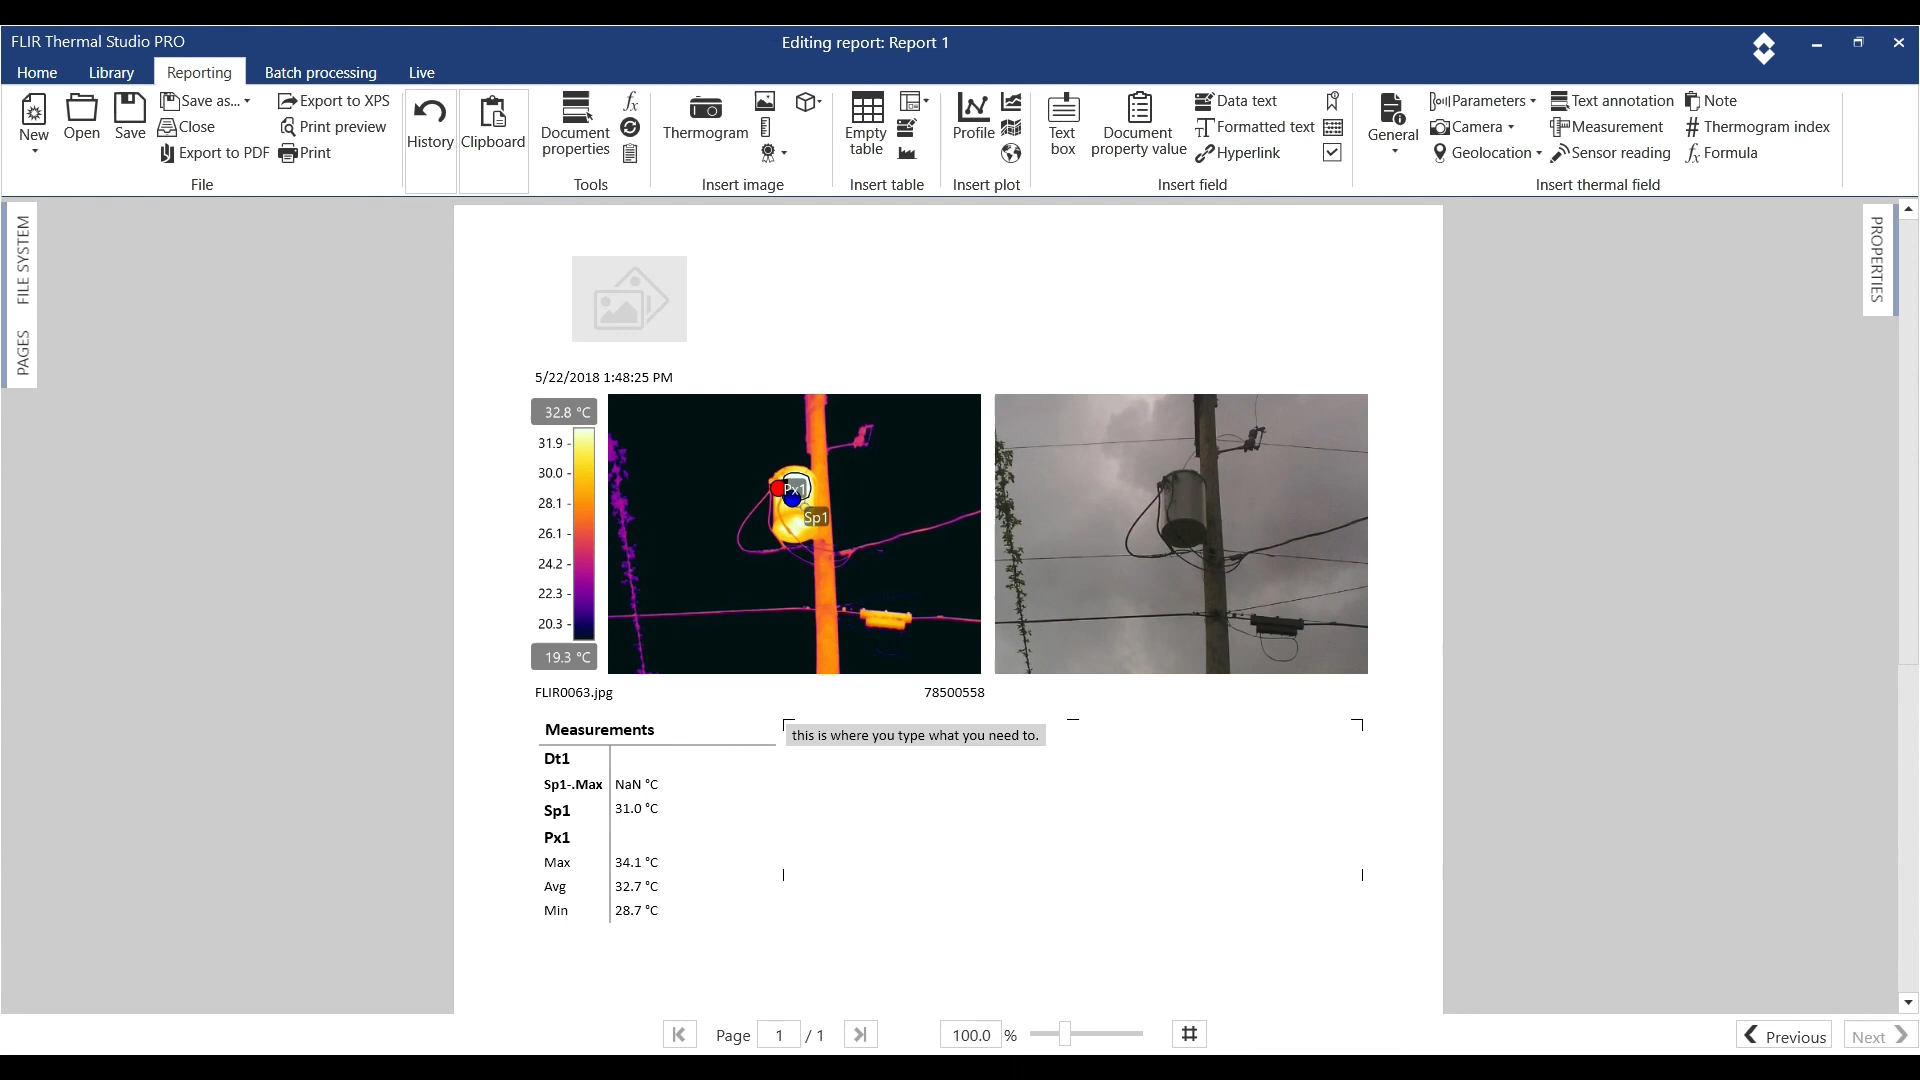 FLIR Thermal Studio PRO
Editing report: Report 1
Home
Library
Reporting
Batch processing
Live
New
Open
Save
Save as...
Close
Export to PDF
Export to XPS
Print preview
Print
File
History
Clipboard
Document
properties
Tools
Thermogram
Insert image
Empty
table
Insert table
Profile
Insert plot
Text
box
Document
property value
Data text
Formatted text
Hyperlink
Insert field
General
Parameters
Camera
Geolocation
Text annotation
Measurement
Sensor reading
Note
Thermogram index
Formula
Insert thermal field
FILE SYSTEM
PAGES
PROPERTIES
5/22/2018 1:48:25 PM
32.8 °C
31.9
30.0
28.1
26.1
24.2
22.3
20.3
19.3 °C
Px1
Sp1
FLIR0063.jpg
78500558
Measurements
Dt1
Sp1-.Max NaN °C
Sp1 31.0 °C
Px1
Max 34.1 °C
Avg 32.7 °C
Min 28.7 °C
this is where you type what you need to.
Page 1 / 1
100.0 %
Previous
Next